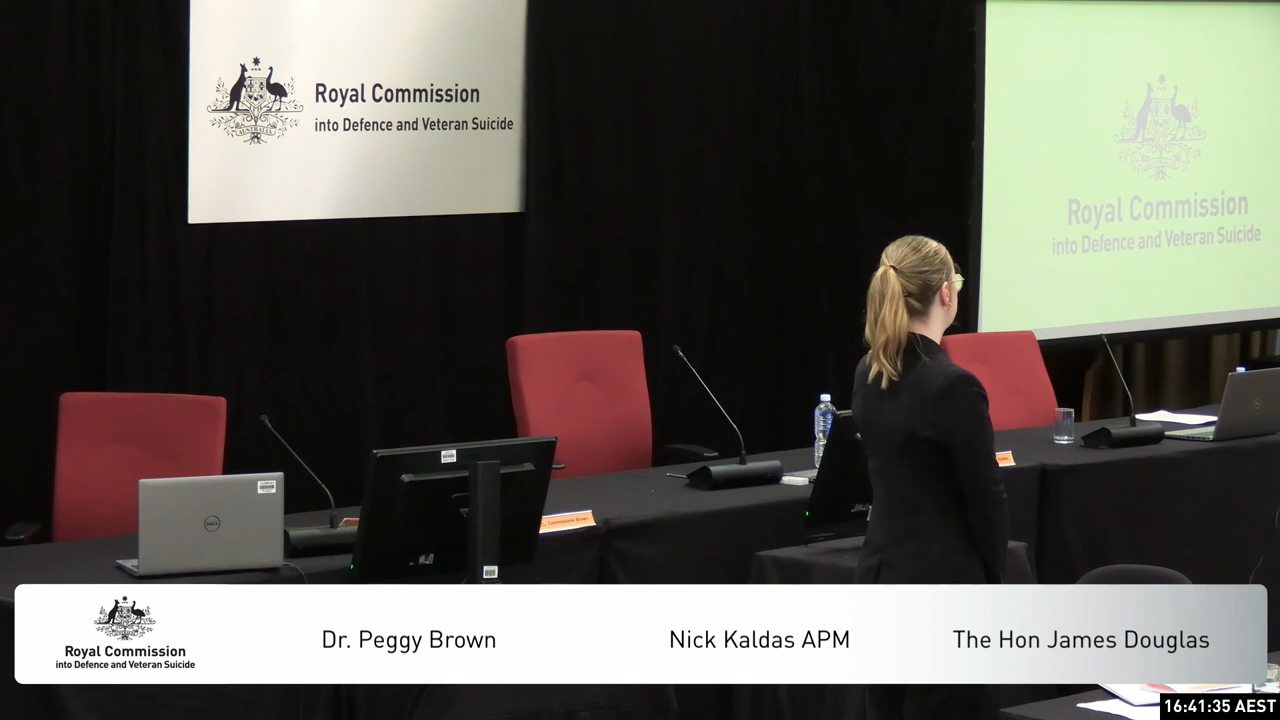 Royal Commission
into Defence and Veteran Suicide
AUSTRALIA
Royal Commission
into Defence and Veteran Suicide
DELL
Commissioner Brown
Royal Commission
into Defence and Veteran Suicide
Dr. Peggy Brown
Nick Kaldas APM
The Hon James Douglas
16:41:35 AEST